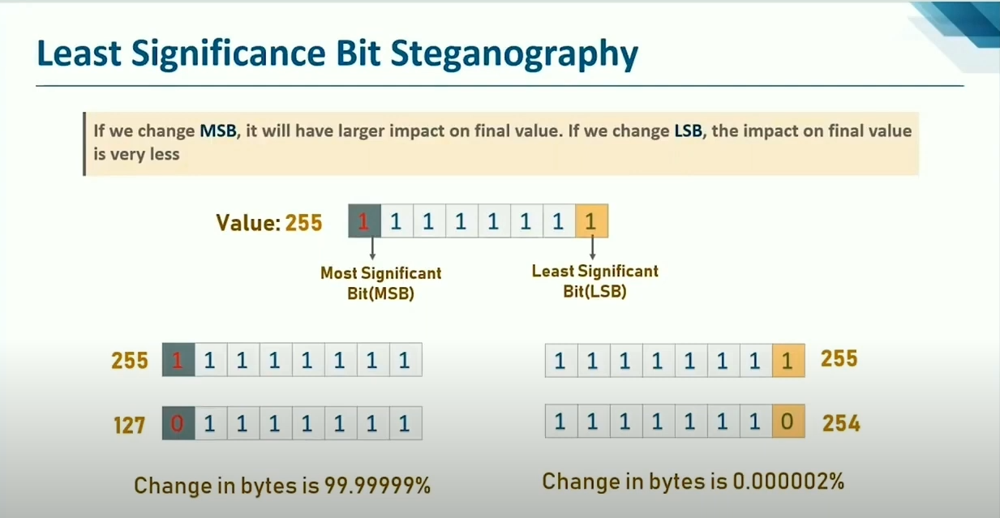 Least Significance Bit Steganography
If we change MSB, it will have larger impact on final value. If we change LSB, the impact on final value
is very less
Value: 255 1 1 1 1 1 1 1 1
Most Significant
Bit(MSB)
Least Significant
Bit(LSB)
255 1 1 1 1 1 1 1 1
127 0 1 1 1 1 1 1 1
Change in bytes is 99.99999%
1 1 1 1 1 1 1 1 255
1 1 1 1 1 1 1 0 254
Change in bytes is 0.000002%